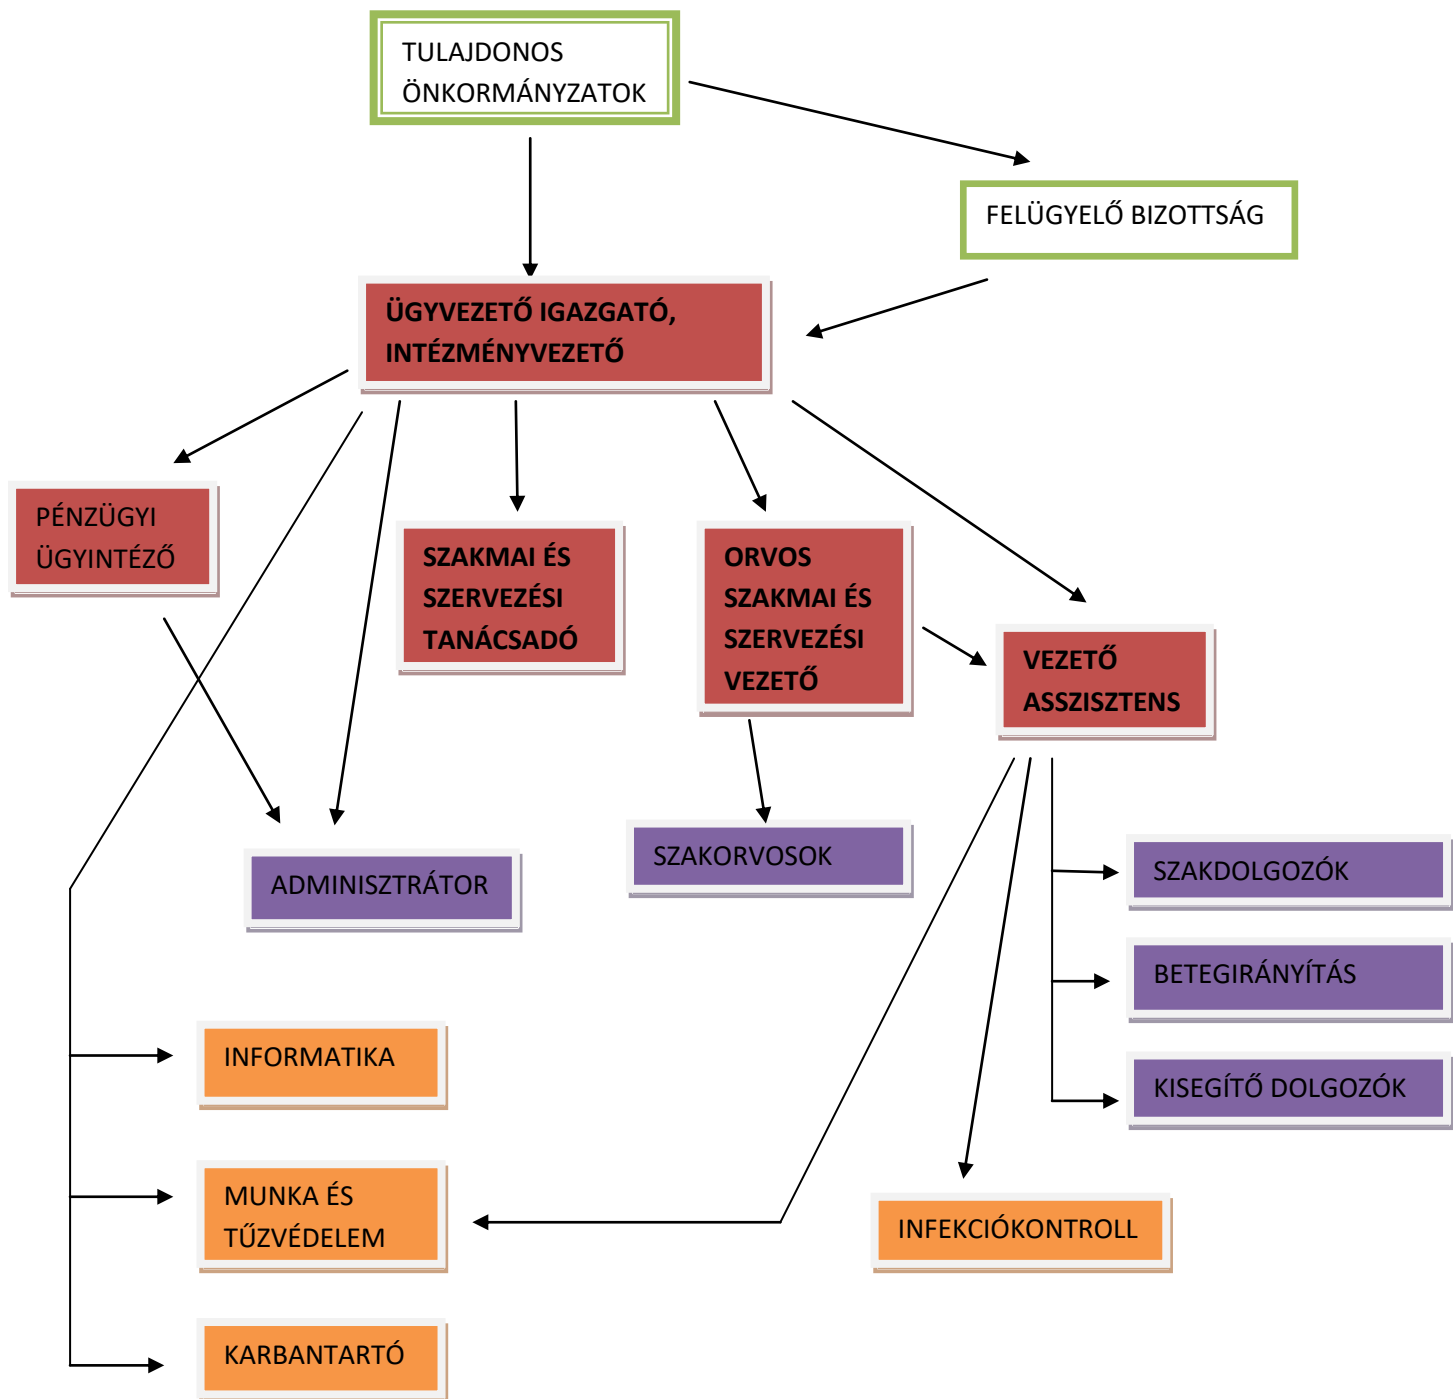 TULAJDONOS
ÖNKORMÁNYZATOK
FELÜGYELŐ BIZOTTSÁG
ÜGYVEZETŐ IGAZGATÓ,
INTÉZMÉNYVEZETŐ
PÉNZÜGYI
ÜGYINTÉZŐ
SZAKMAI ÉS
SZERVEZÉSI
TANÁCSADÓ
ORVOS
SZAKMAI ÉS
SZERVEZÉSI
VEZETŐ
VEZETŐ
ASSZISZTENS
ADMINISZTRÁTOR
SZAKORVOSOK
SZAKDOLGOZÓK
BETEGIRÁNYÍTÁS
KISEGÍTŐ DOLGOZÓK
INFORMATIKA
MUNKA ÉS
TŰZVÉDELEM
INFEKCIÓKONTROLL
KARBANTARTÓ